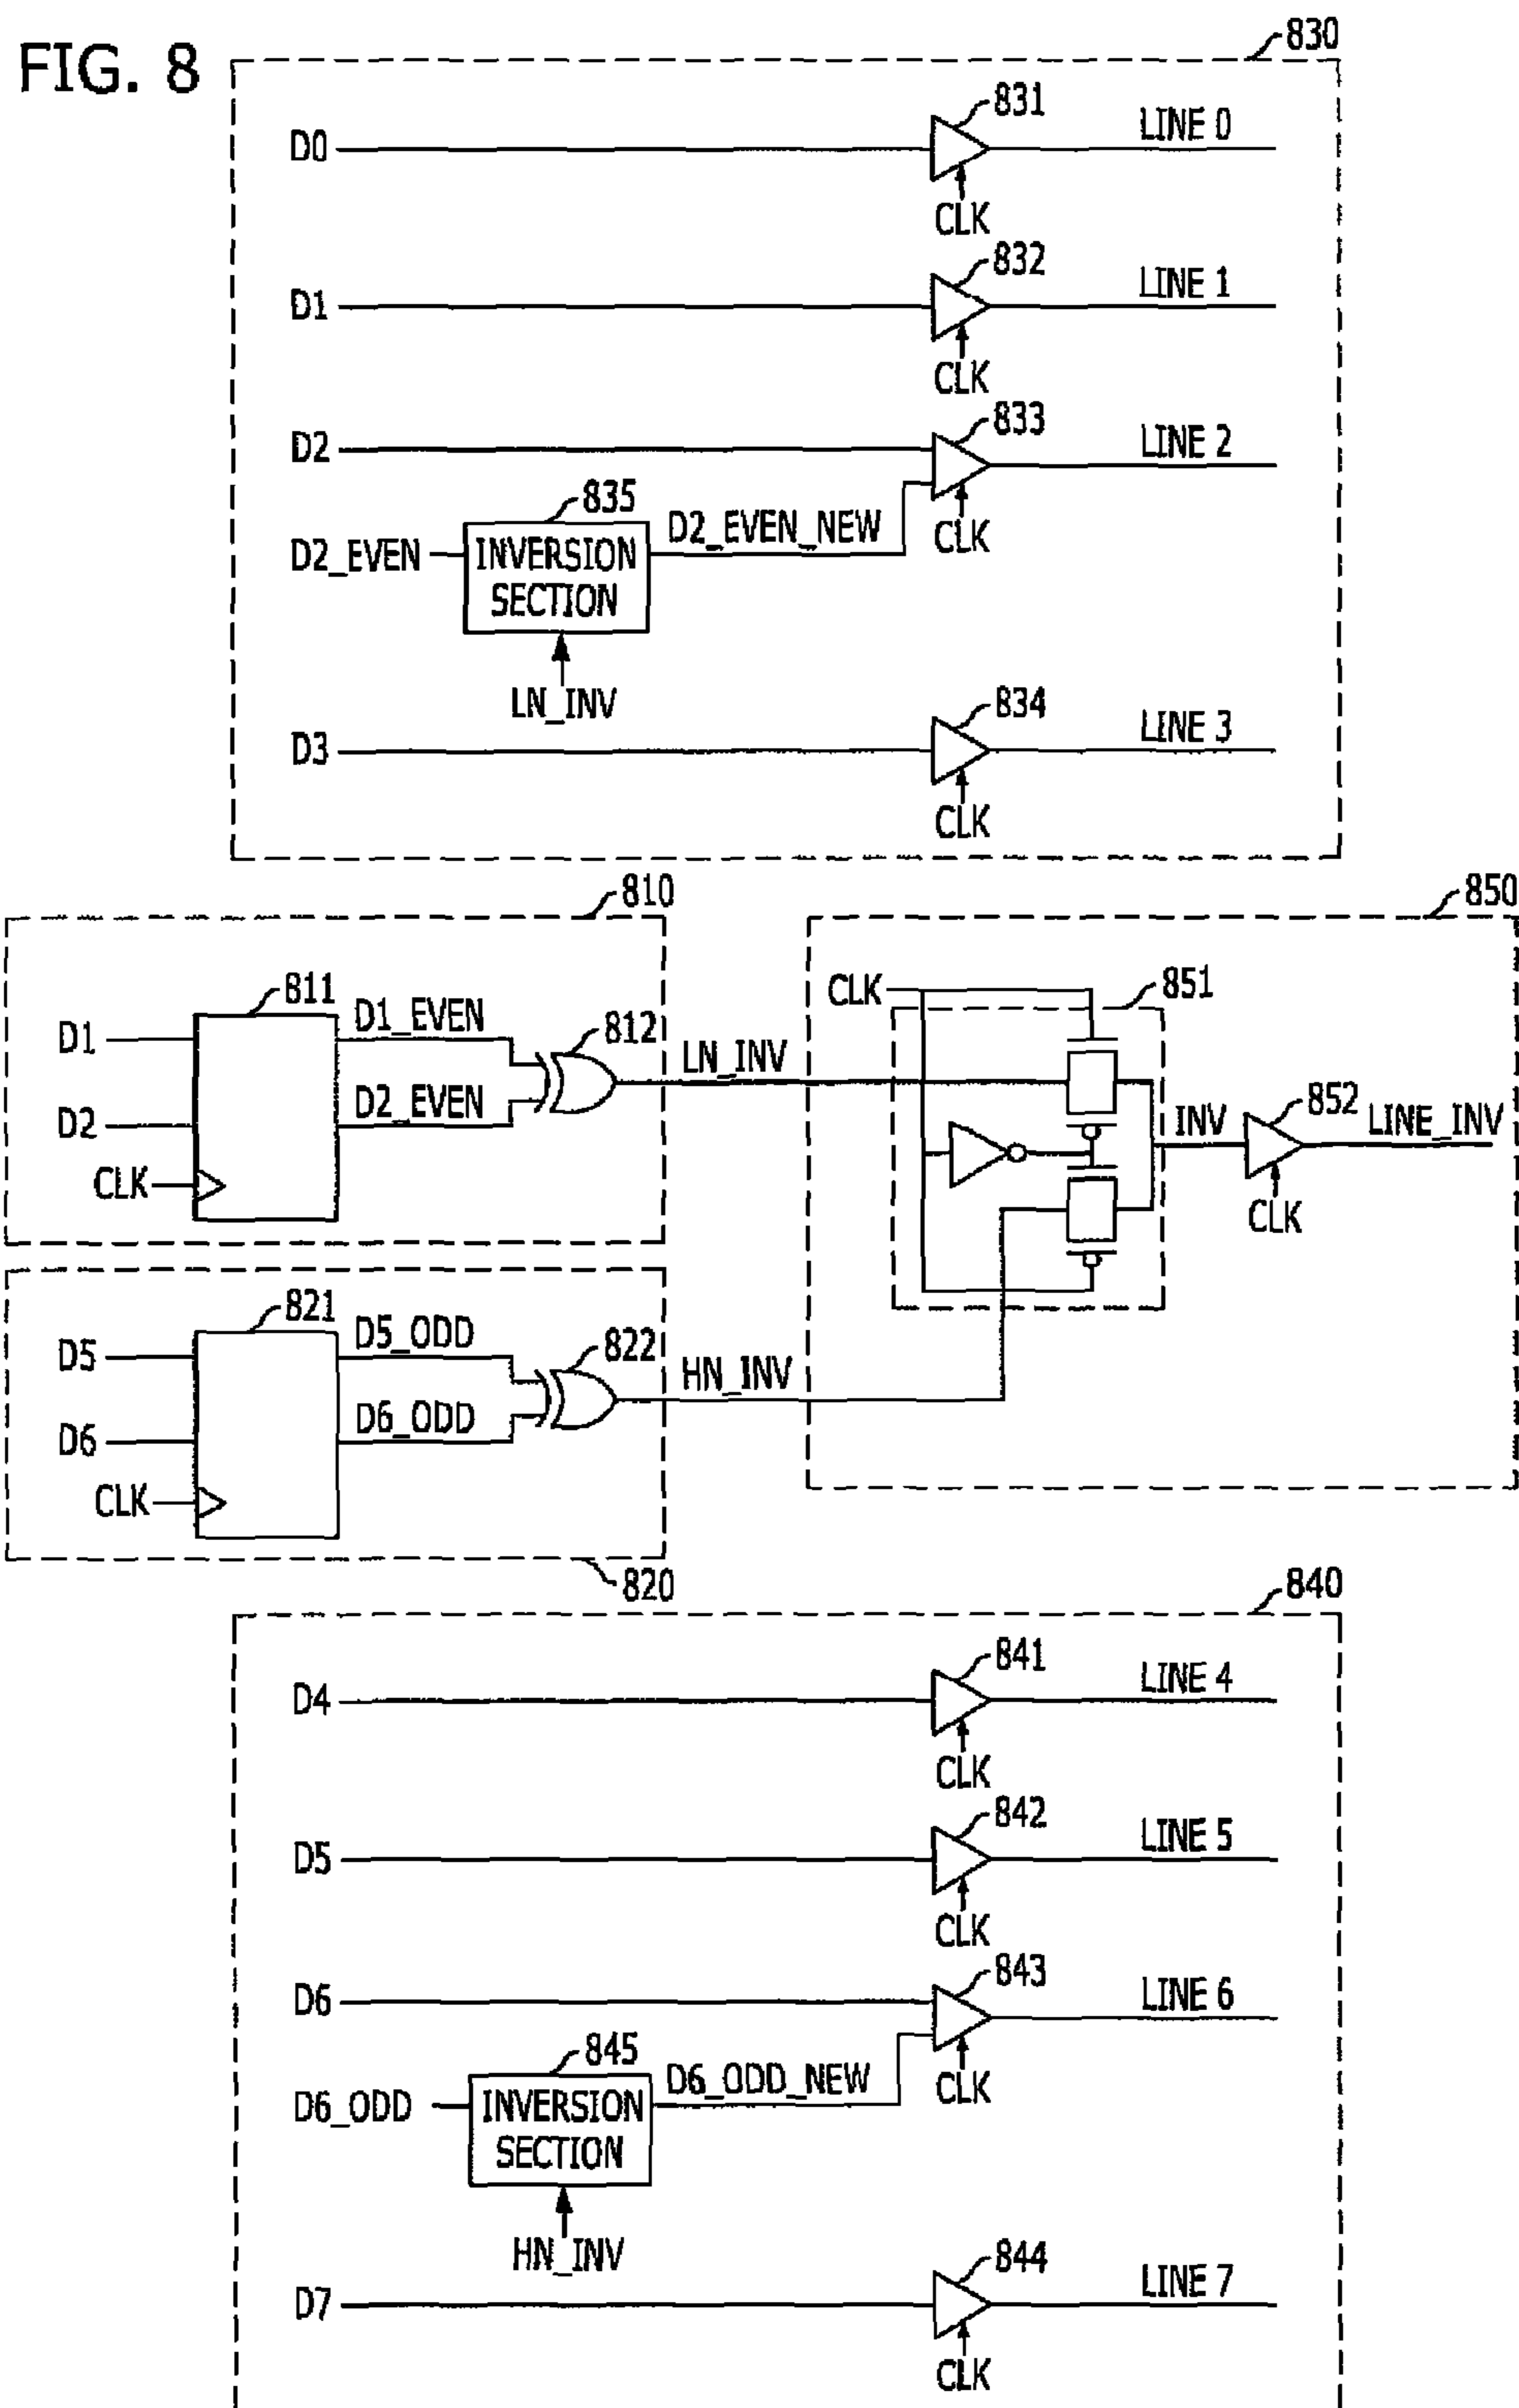 FIG. 8
830
831
D0
LINE 0
CLK
832
D1
LINE 1
CLK
833
D2
LINE 2
835
D2_EVEN
INVERSION
SECTION
D2_EVEN_NEW
CLK
LN_INV
834
D3
LINE 3
CLK
810
811
D1
D1_EVEN
812
D2
D2_EVEN
CLK
LN_INV
850
CLK
851
852
INV
LINE_INV
CLK
821
D5
D5_ODD
822
D6
D6_ODD
CLK
HN_INV
820
840
841
D4
LINE 4
CLK
842
D5
LINE 5
CLK
843
D6
LINE 6
845
D6_ODD
INVERSION
SECTION
D6_ODD_NEW
CLK
HN_INV
844
D7
LINE 7
CLK